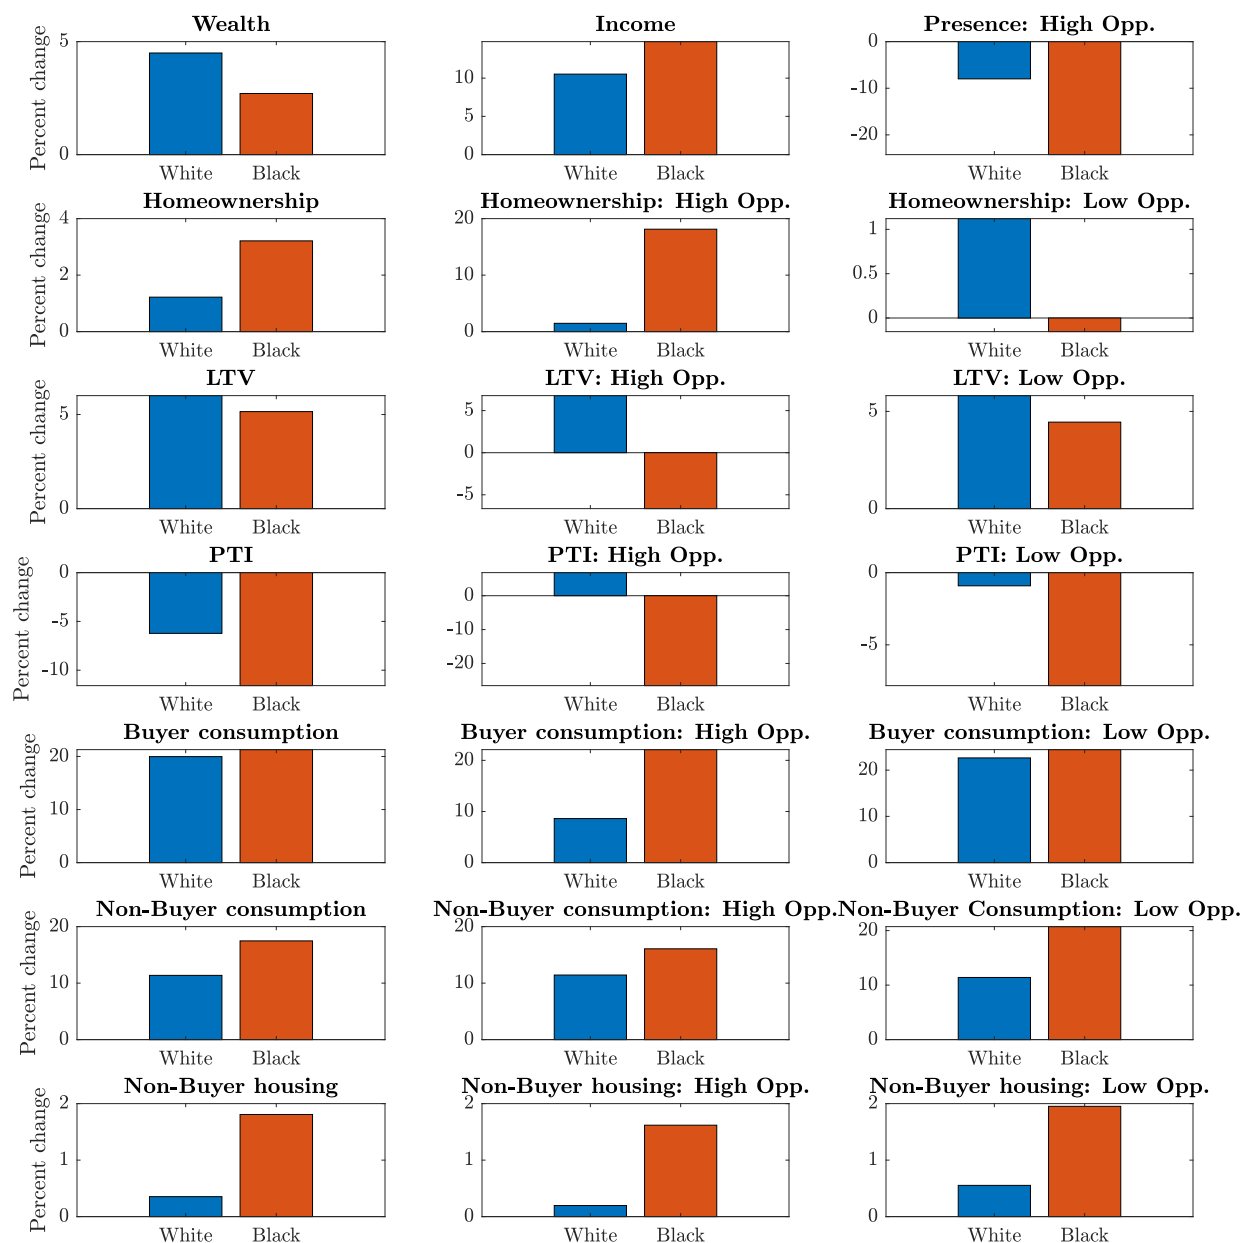 Wealth
Percent change
5
0
White Black
Income
10
5
0
White Black
Presence: High Opp.
0
-10
-20
White Black
Homeownership
Percent change
4
2
0
White Black
Homeownership: High Opp.
20
10
0
White Black
Homeownership: Low Opp.
1
0.5
0
White Black
LTV
Percent change
5
0
White Black
LTV: High Opp.
5
0
-5
White Black
LTV: Low Opp.
5
0
White Black
PTI
Percent change
0
-5
-10
White Black
PTI: High Opp.
0
-10
-20
White Black
PTI: Low Opp.
0
-5
White Black
Buyer consumption
Percent change
20
10
0
White Black
Buyer consumption: High Opp.
20
10
0
White Black
Buyer consumption: Low Opp.
20
10
0
White Black
Non-Buyer consumption
Percent change
20
10
0
White Black
Non-Buyer consumption: High Opp.
20
10
0
White Black
Non-Buyer Consumption: Low Opp.
20
10
0
White Black
Non-Buyer housing
Percent change
2
1
0
White Black
Non-Buyer housing: High Opp.
2
1
0
White Black
Non-Buyer housing: Low Opp.
2
1
0
White Black